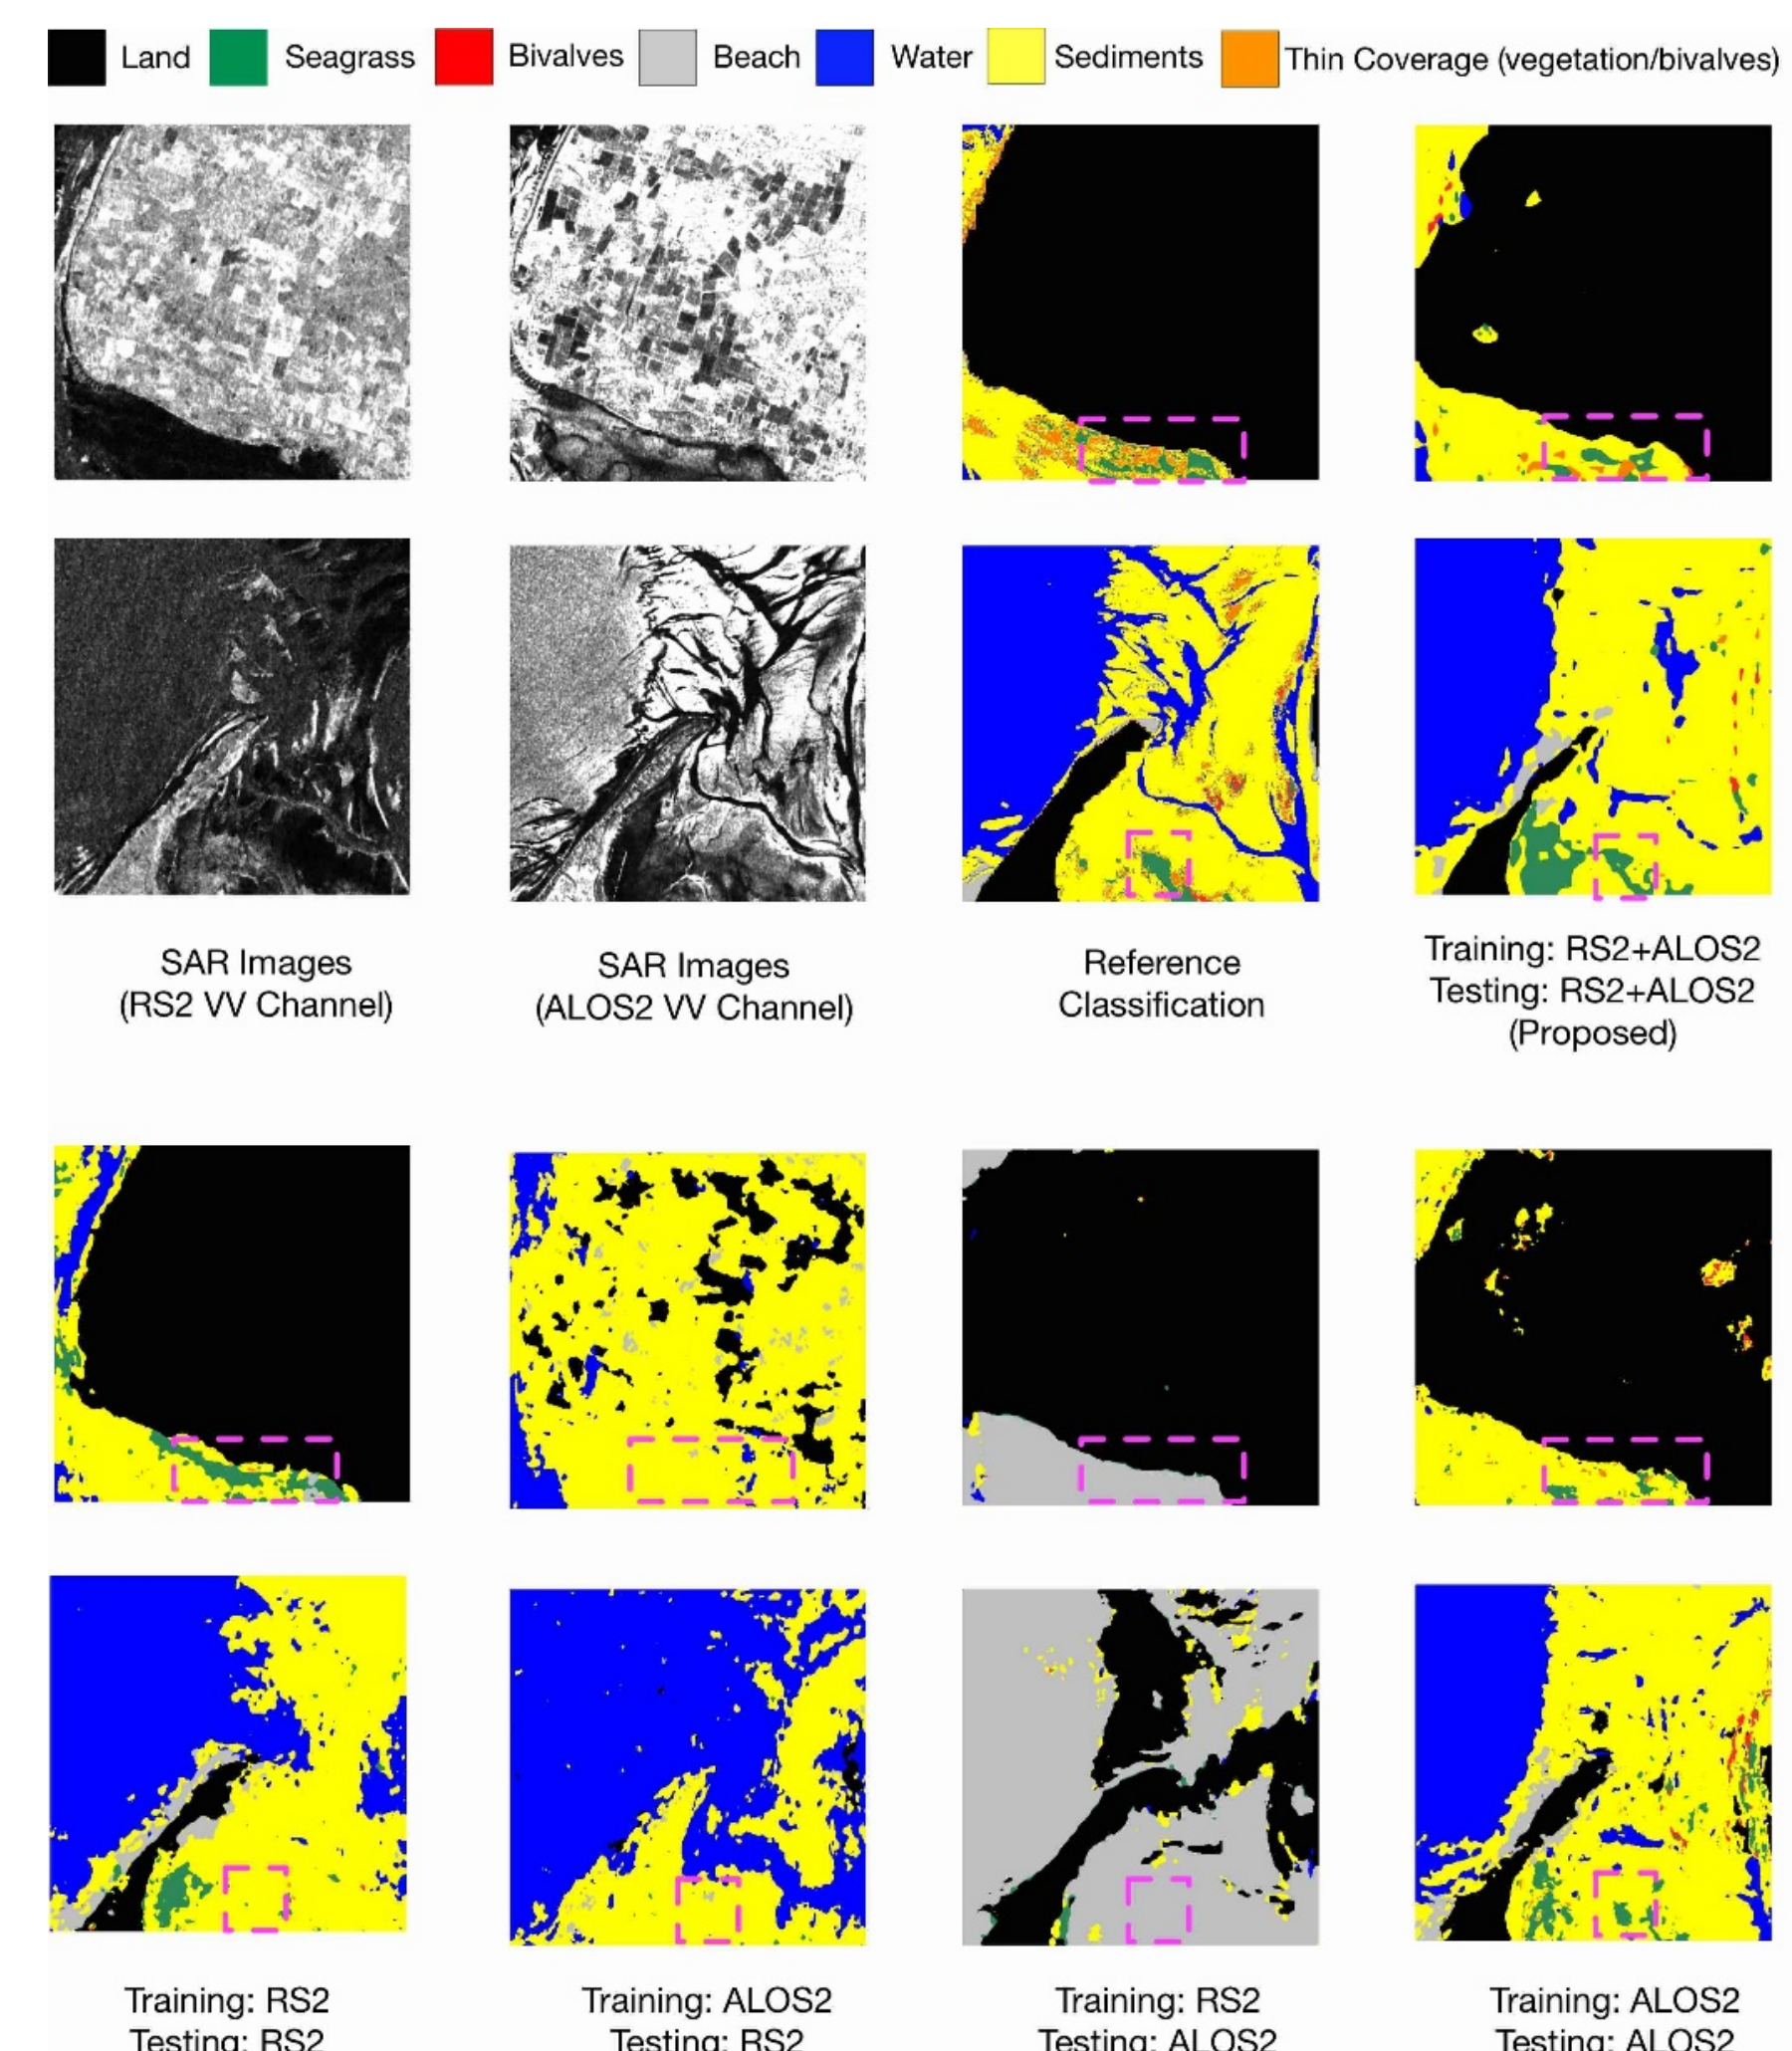 Land Seagrass Bivalves Beach Water Sediments Thin Coverage (vegetation/bivalves)
SAR Images
(RS2 VV Channel)
SAR Images
(ALOS2 VV Channel)
Reference
Classification
Training: RS2+ALOS2
Testing: RS2+ALOS2
(Proposed)
Training: RS2
Testing: RS2
Training: ALOS2
Testing: RS2
Training: RS2
Testing: ALOS2
Training: ALOS2
Testing: ALOS2